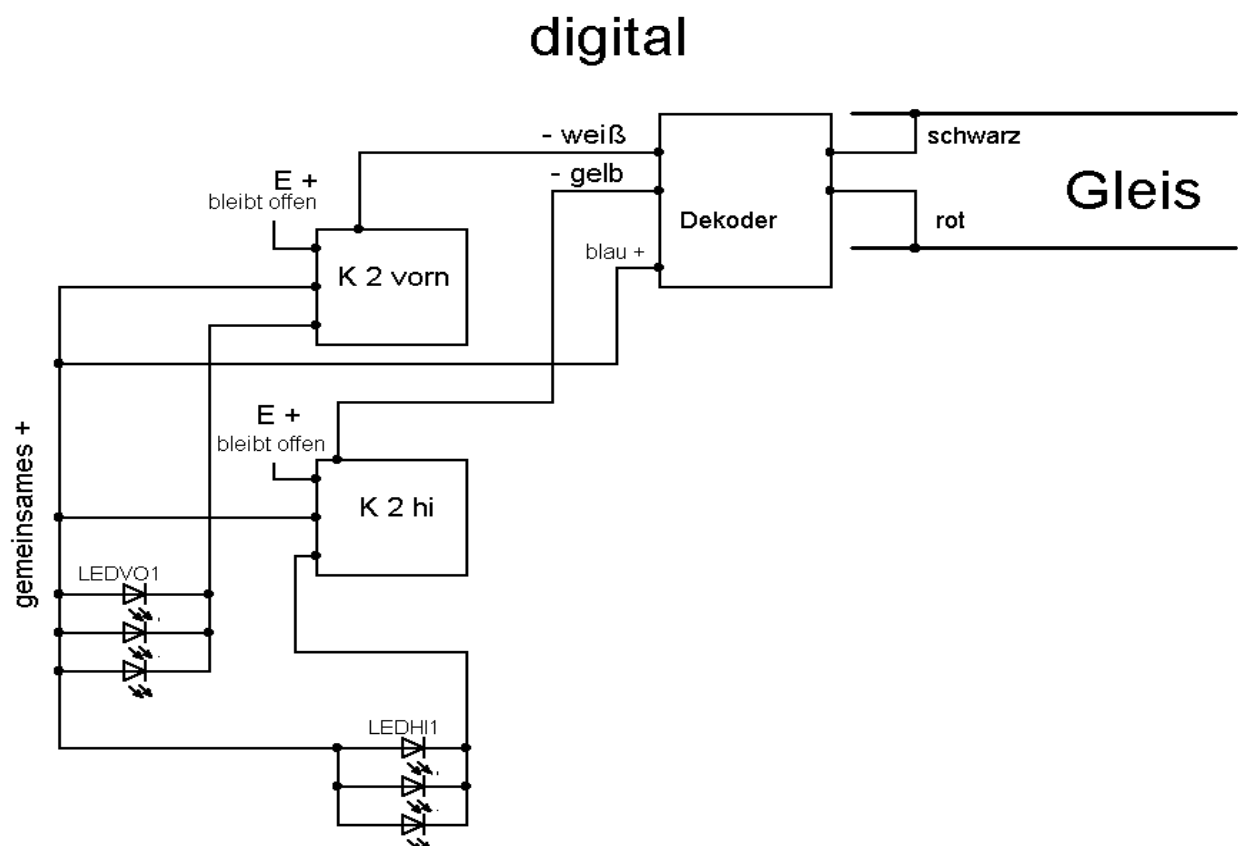 digital
- weiß
schwarz
E +
bleibt offen
- gelb
Gleis
Dekoder
rot
blau +
K 2 vorn
E +
bleibt offen
gemeinsames +
K 2 hi
LEDVO1
LEDHI1